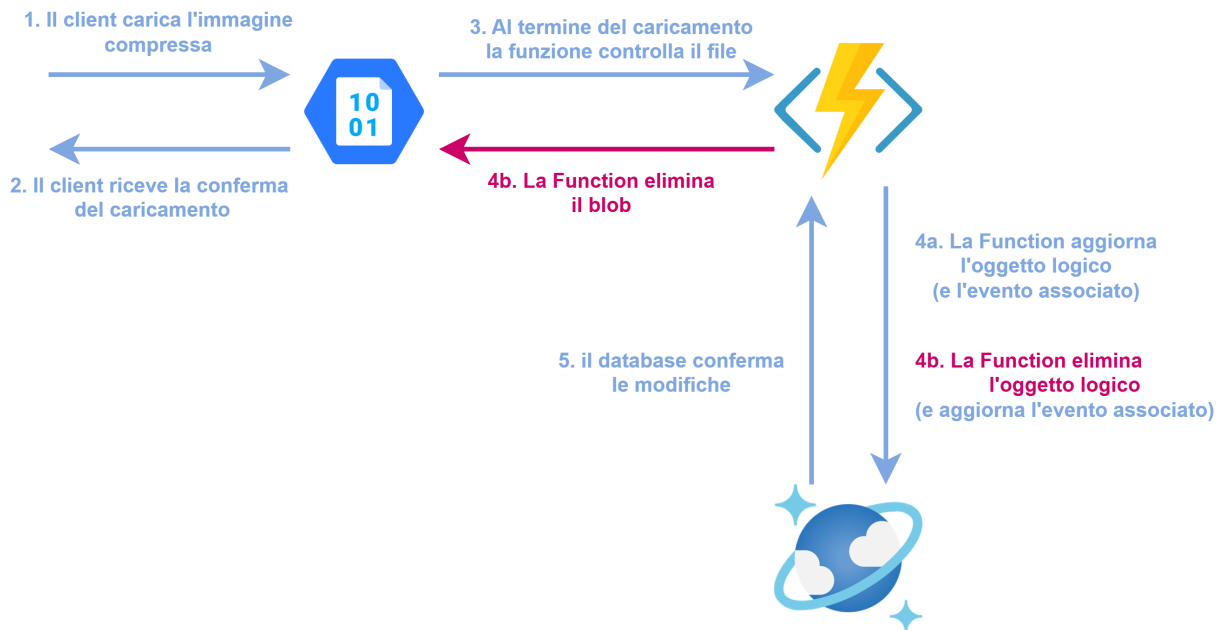 1. Il client carica l'immagine
compressa
3. Al termine del caricamento
la funzione controlla il file
10
01
2. Il client riceve la conferma
del caricamento
4b. La Function elimina
il blob
4a. La Function aggiorna
l'oggetto logico
(e l'evento associato)
5. il database conferma
le modifiche
4b. La Function elimina
l'oggetto logico
(e aggiorna l'evento associato)